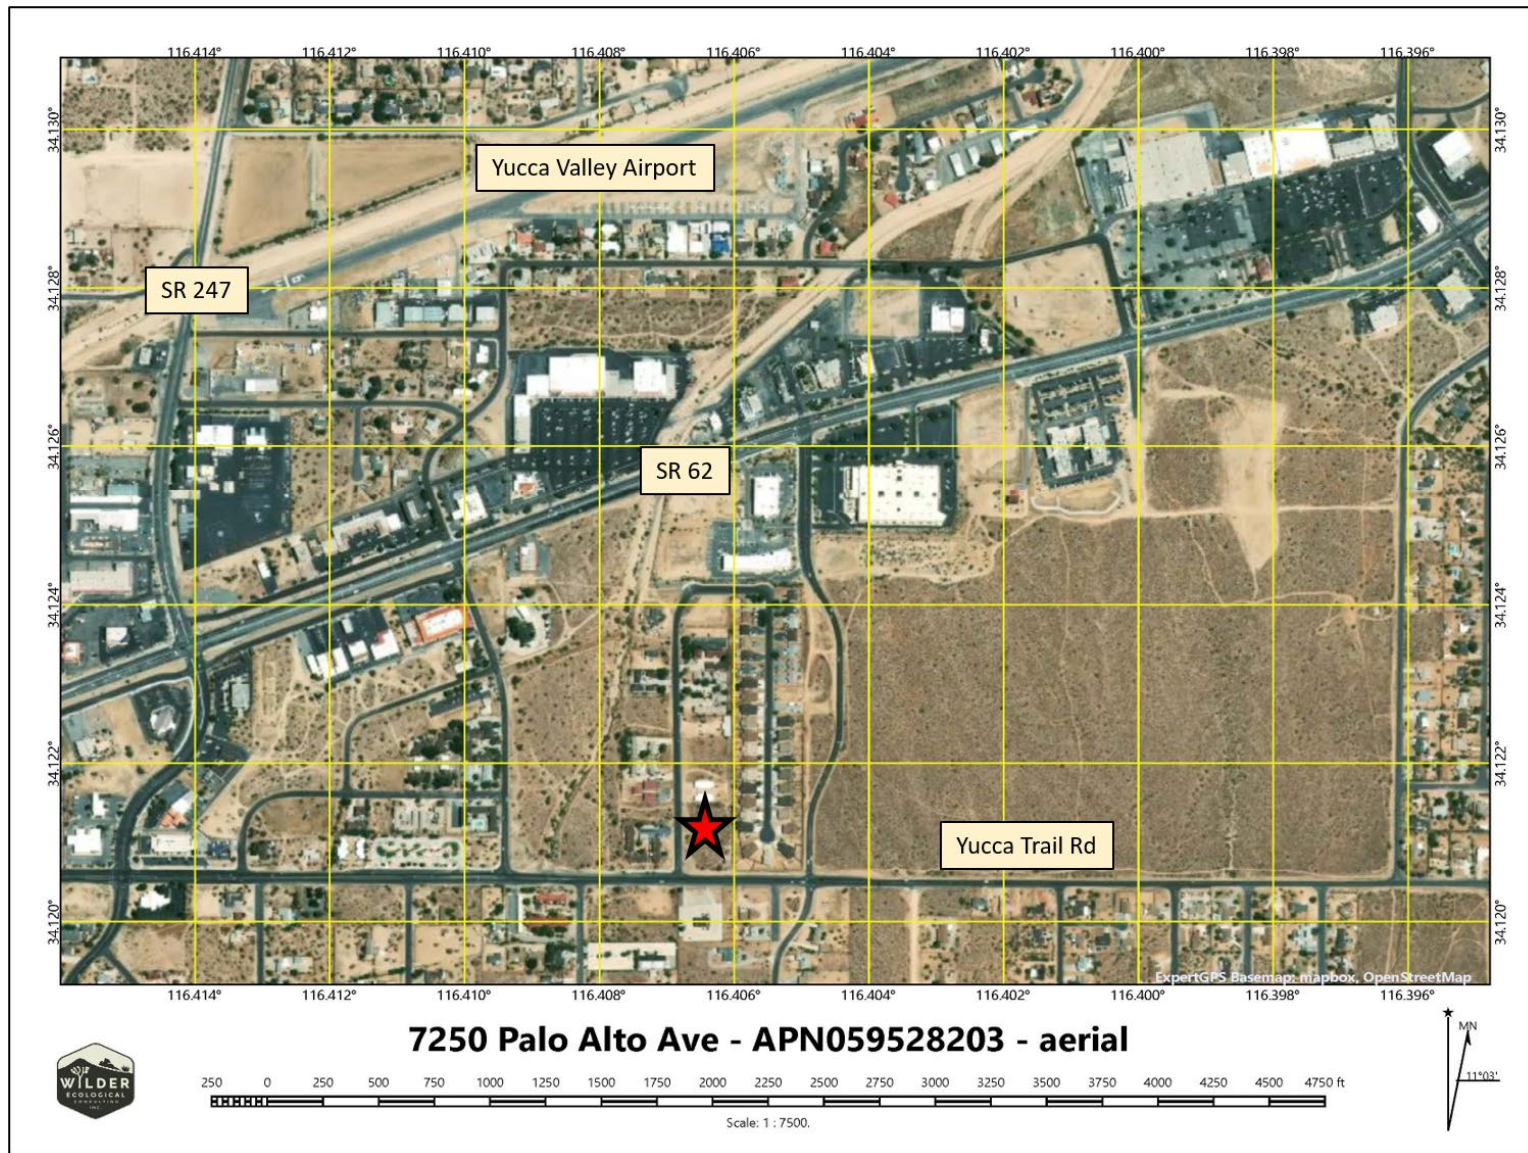 116.414° 116.412° 116.410° 116.408° 116.406° 116.404° 116.402° 116.400° 116.398° 116.396°
34.130° 34.130°
Yucca Valley Airport
SR 247
34.128° 34.128°
34.126° 34.126°
SR 62
34.124° 34.124°
34.122° 34.122°
Yucca Trail Rd
34.120° 34.120°
ExpertGPS Basemap: mapbox, OpenStreetMap
116.414° 116.412° 116.410° 116.408° 116.406° 116.404° 116.402° 116.400° 116.398° 116.396°
7250 Palo Alto Ave - APN059528203 - aerial
MN
11°03'
250 0 250 500 750 1000 1250 1500 1750 2000 2250 2500 2750 3000 3250 3500 3750 4000 4250 4500 4750 ft
Scale: 1 : 7500.
WILDER
ECOLOGICAL
CONSULTING
INC.